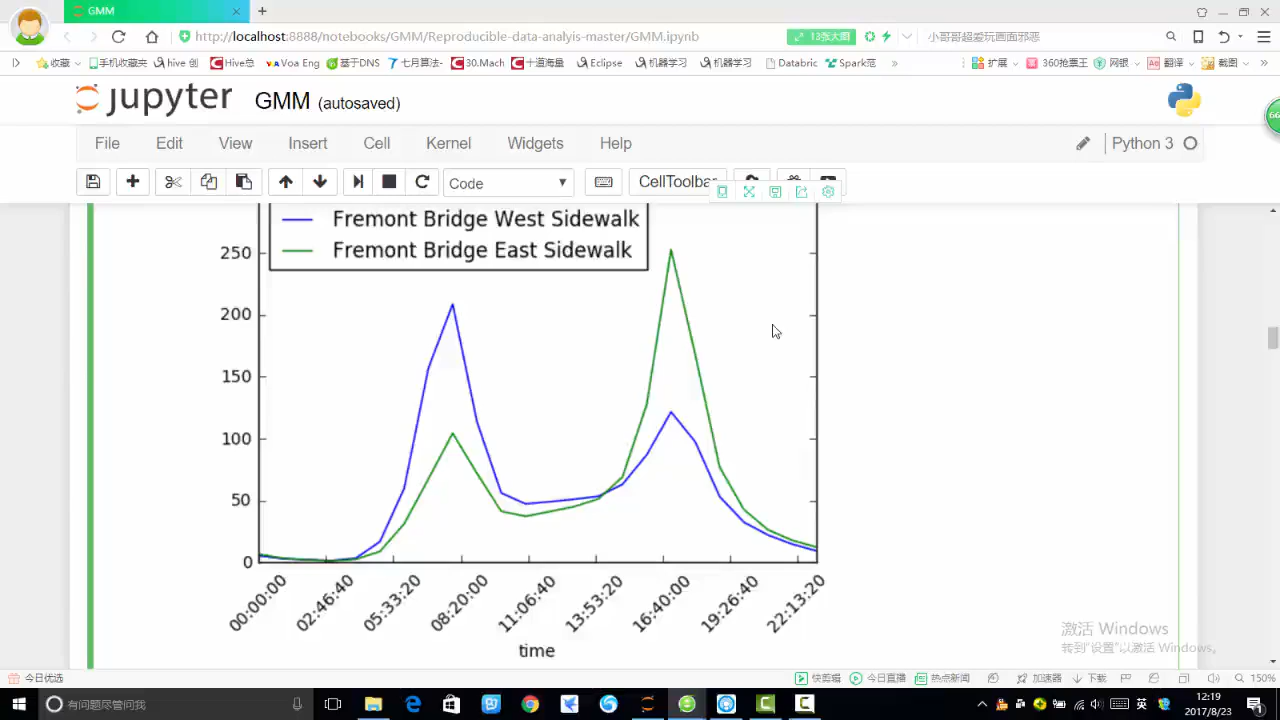 GMM
http://localhost:8888/notebooks/GMM/Reproducible-data-analyis-master/GMM.ipynb
13张大图
小哥哥超爱玩画面邪恶
收藏
手机收藏夹
hive 创
Hive总
Voa Eng
基于DNS
七月算法-
30.Mach
十道海量
Eclipse
机器学习
机器学习
Databric
Spark范
扩展
360抢票王
网银
翻译
截图
jupyter GMM (autosaved)
File Edit View Insert Cell Kernel Widgets Help
Python 3
Code
CellToolbar
Fremont Bridge West Sidewalk
Fremont Bridge East Sidewalk
250
200
150
100
50
0
00:00:00
02:46:40
05:33:20
08:20:00
11:06:40
13:53:20
16:40:00
19:26:40
22:13:20
time
激活 Windows
转到"设置"以激活 Windows。
今日优选
快剪辑
今日直播
热点新闻
加速器
下载
150%
有问题尽管问我
英
12:19
2017/8/23